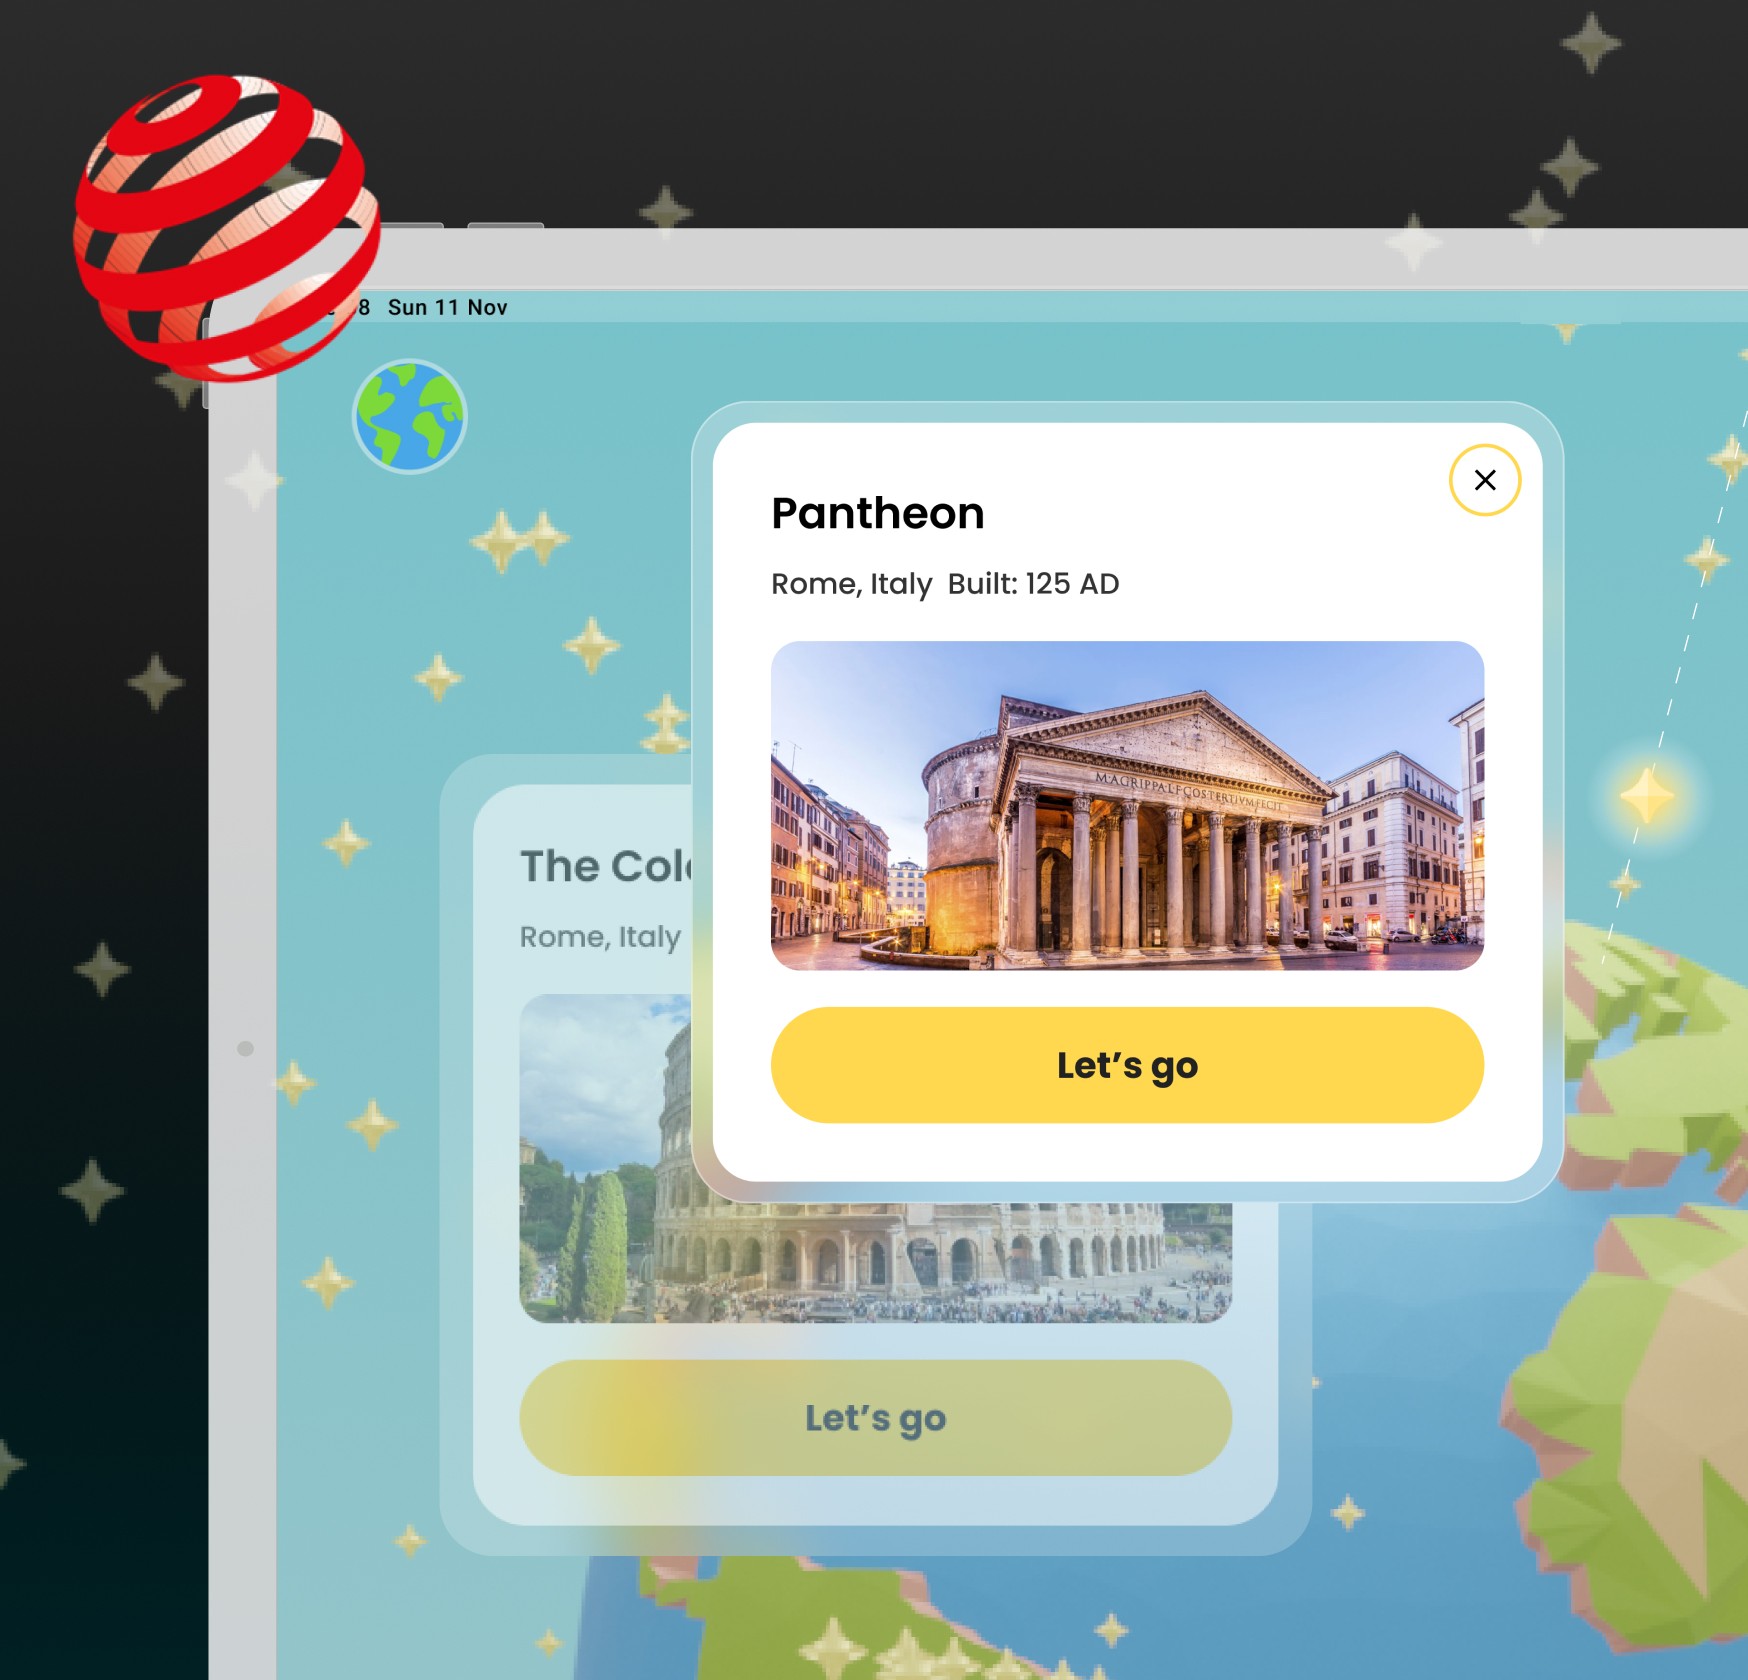 8 Sun 11 Nov
Pantheon
Rome, Italy Built: 125 AD
M·AGRIPPA·L·F·COS·TERTIVM·FECIT
Let’s go
The Col
Rome, Italy
Let’s go